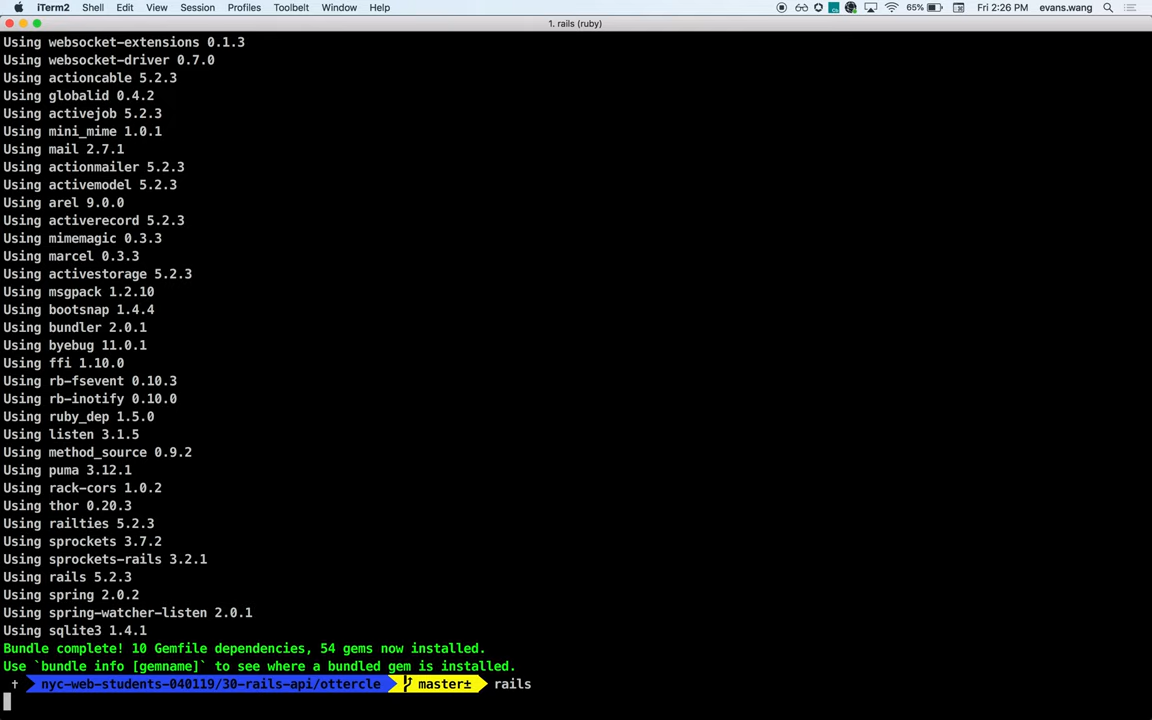 iTerm2 Shell Edit View Session Profiles Toolbelt Window Help 65% Fri 2:26 PM evans.wang
1. rails (ruby)
Using websocket-extensions 0.1.3
Using websocket-driver 0.7.0
Using actioncable 5.2.3
Using globalid 0.4.2
Using activejob 5.2.3
Using mini_mime 1.0.1
Using mail 2.7.1
Using actionmailer 5.2.3
Using activemodel 5.2.3
Using arel 9.0.0
Using activerecord 5.2.3
Using mimemagic 0.3.3
Using marcel 0.3.3
Using activestorage 5.2.3
Using msgpack 1.2.10
Using bootsnap 1.4.4
Using bundler 2.0.1
Using byebug 11.0.1
Using ffi 1.10.0
Using rb-fsevent 0.10.3
Using rb-inotify 0.10.0
Using ruby_dep 1.5.0
Using listen 3.1.5
Using method_source 0.9.2
Using puma 3.12.1
Using rack-cors 1.0.2
Using thor 0.20.3
Using railties 5.2.3
Using sprockets 3.7.2
Using sprockets-rails 3.2.1
Using rails 5.2.3
Using spring 2.0.2
Using spring-watcher-listen 2.0.1
Using sqlite3 1.4.1
Bundle complete! 10 Gemfile dependencies, 54 gems now installed.
Use `bundle info [gemname]` to see where a bundled gem is installed.
† nyc-web-students-040119/30-rails-api/ottercle master± rails